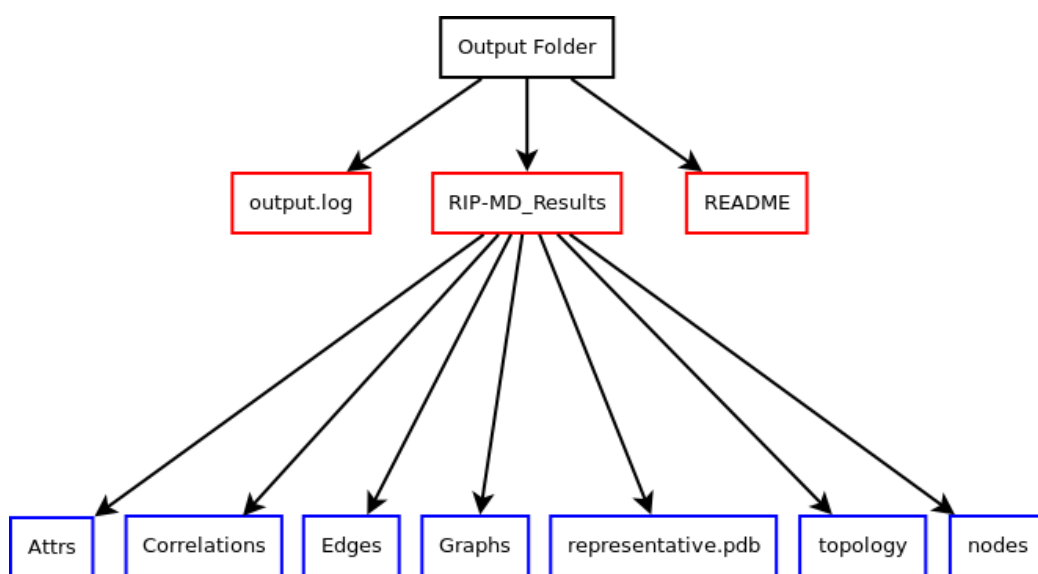 Output Folder
output.log
RIP-MD_Results
README
Attrs
Correlations
Edges
Graphs
representative.pdb
topology
nodes